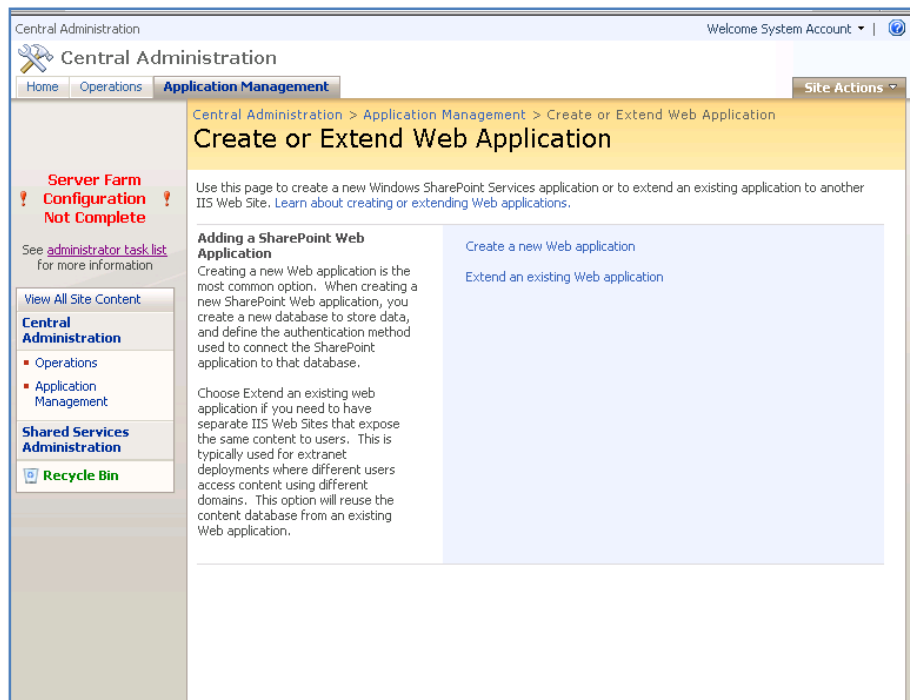 Central Administration
Welcome System Account
Central Administration
Home Operations Application Management
Site Actions
Central Administration > Application Management > Create or Extend Web Application
Create or Extend Web Application
Server Farm
Configuration
Not Complete
See administrator task list
for more information
View All Site Content
Central
Administration
Operations
Application
Management
Shared Services
Administration
Recycle Bin
Use this page to create a new Windows SharePoint Services application or to extend an existing application to another
IIS Web Site. Learn about creating or extending Web applications.
Adding a SharePoint Web
Application
Creating a new Web application is the
most common option. When creating a
new SharePoint Web application, you
create a new database to store data,
and define the authentication method
used to connect the SharePoint
application to that database.
Choose Extend an existing web
application if you need to have
separate IIS Web Sites that expose
the same content to users. This is
typically used for extranet
deployments where different users
access content using different
domains. This option will reuse the
content database from an existing
Web application.
Create a new Web application
Extend an existing Web application